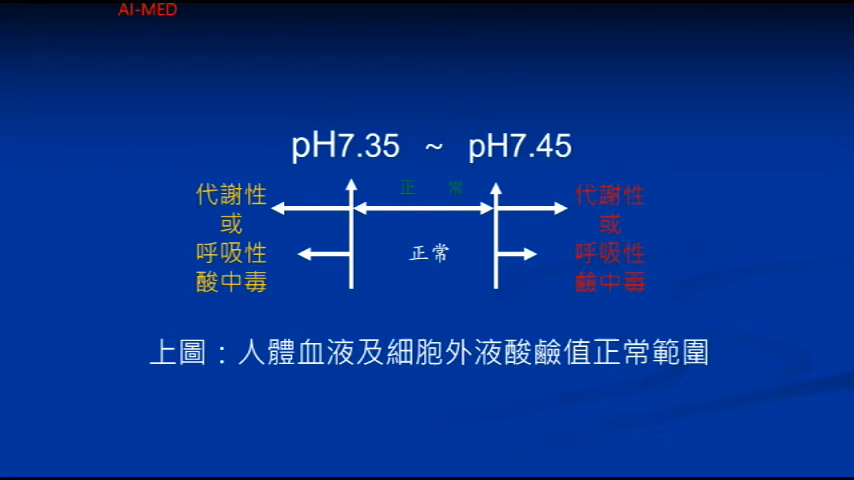 AI-MED
pH7.35 ~ pH7.45
正 常
代謝性
或
呼吸性
酸中毒
正常
代謝性
或
呼吸性
鹼中毒
上圖：人體血液及細胞外液酸鹼值正常範圍